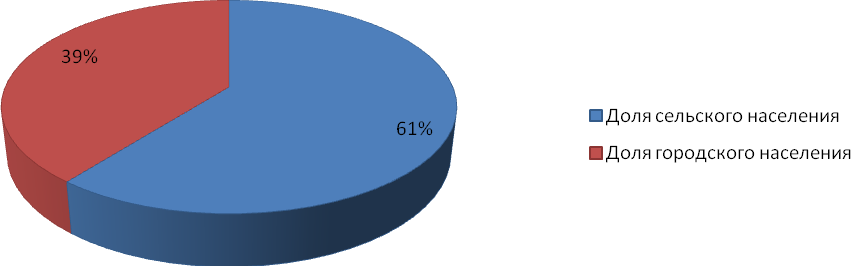 39%
61%
Доля сельского населения
Доля городского населения